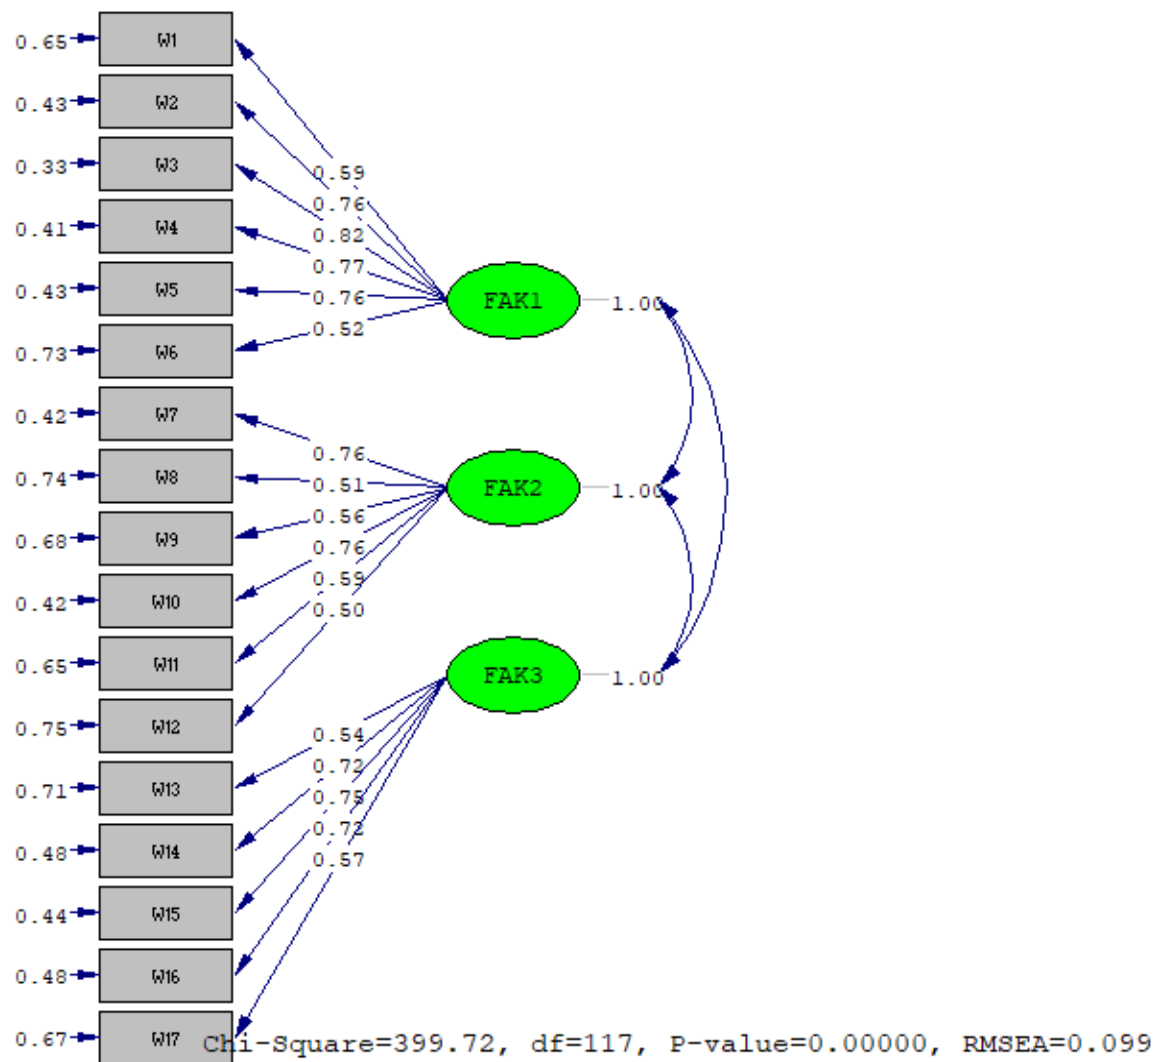 0.65 W1
0.43 W2
0.33 W3
0.59
0.76
0.41 W4
0.82
0.77
0.43 W5
0.76
FAK1 1.00
0.52
0.73 W6
0.42 W7
0.76
0.74 W8
0.51
FAK2 1.00
0.56
0.68 W9
0.76
0.59
0.42 W10
0.50
0.65 W11
FAK3 1.00
0.75 W12
0.54
0.72
0.71 W13
0.75
0.72
0.48 W14
0.57
0.44 W15
0.48 W16
0.67 W17
Chi-Square=399.72, df=117, P-value=0.00000, RMSEA=0.099